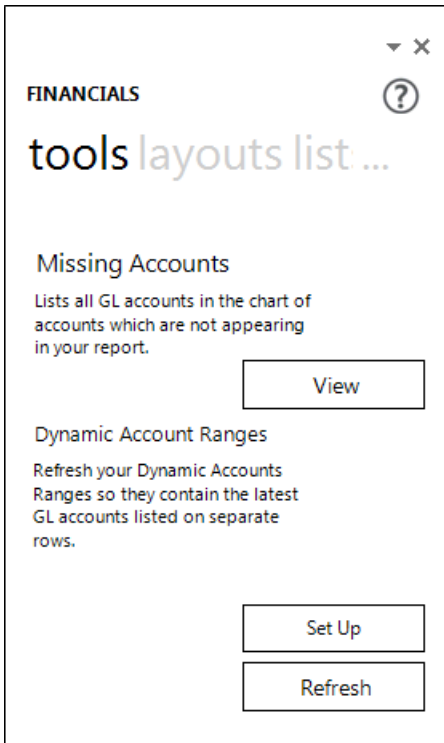 FINANCIALS
?
tools layouts list ...
Missing Accounts
Lists all GL accounts in the chart of
accounts which are not appearing
in your report.
View
Dynamic Account Ranges
Refresh your Dynamic Accounts
Ranges so they contain the latest
GL accounts listed on separate
rows.
Set Up
Refresh